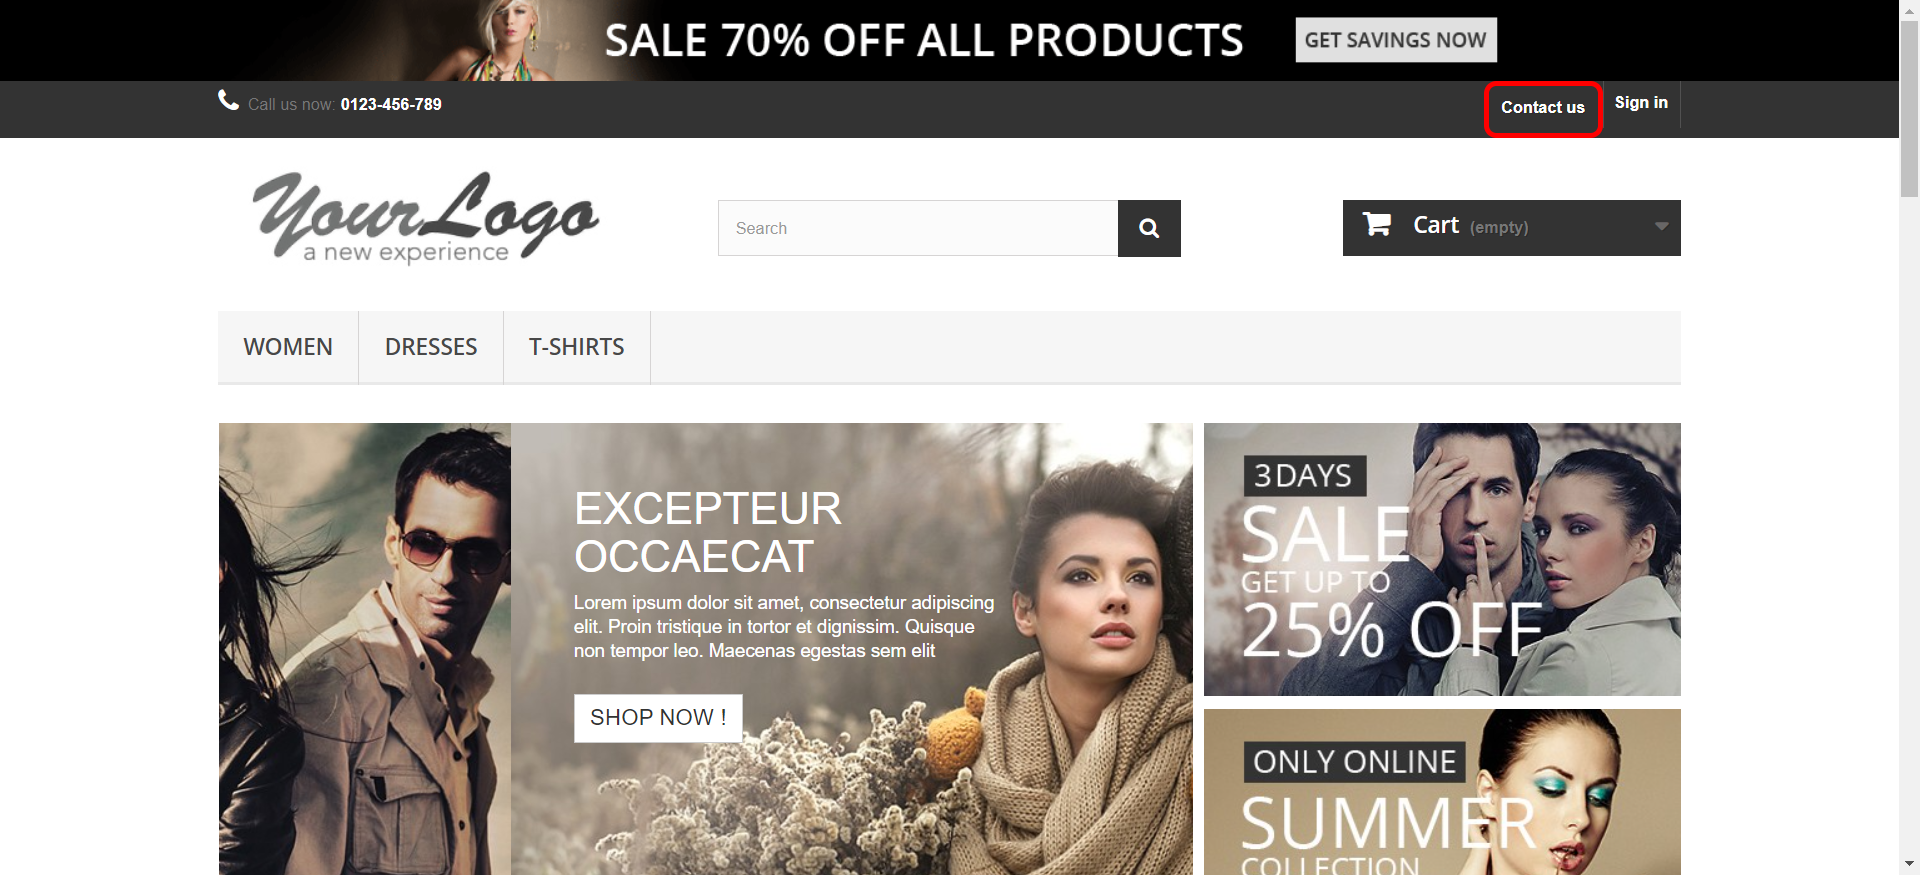 SALE 70% OFF ALL PRODUCTS
GET SAVINGS NOW
Call us now: 0123-456-789
Contact us
Sign in
YourLogo
a new experience
Search
Cart (empty)
WOMEN
DRESSES
T-SHIRTS
EXCEPTEUR
OCCAECAT
Lorem ipsum dolor sit amet, consectetur adipiscing
elit. Proin tristique in tortor et dignissim. Quisque
non tempor leo. Maecenas egestas sem elit
SHOP NOW !
3 DAYS
SALE
GET UP TO
25% OFF
ONLY ONLINE
SUMMER
COLLECTION